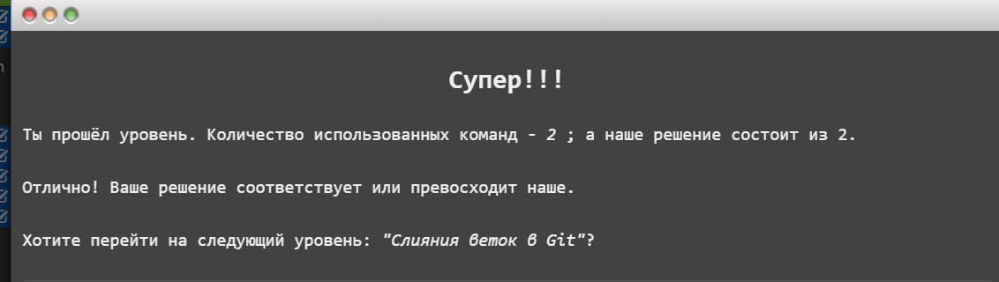 Супер!!!
Ты прошёл уровень. Количество использованных команд - 2 ; а наше решение состоит из 2.
Отлично! Ваше решение соответствует или превосходит наше.
Хотите перейти на следующий уровень: "Слияния веток в Git"?